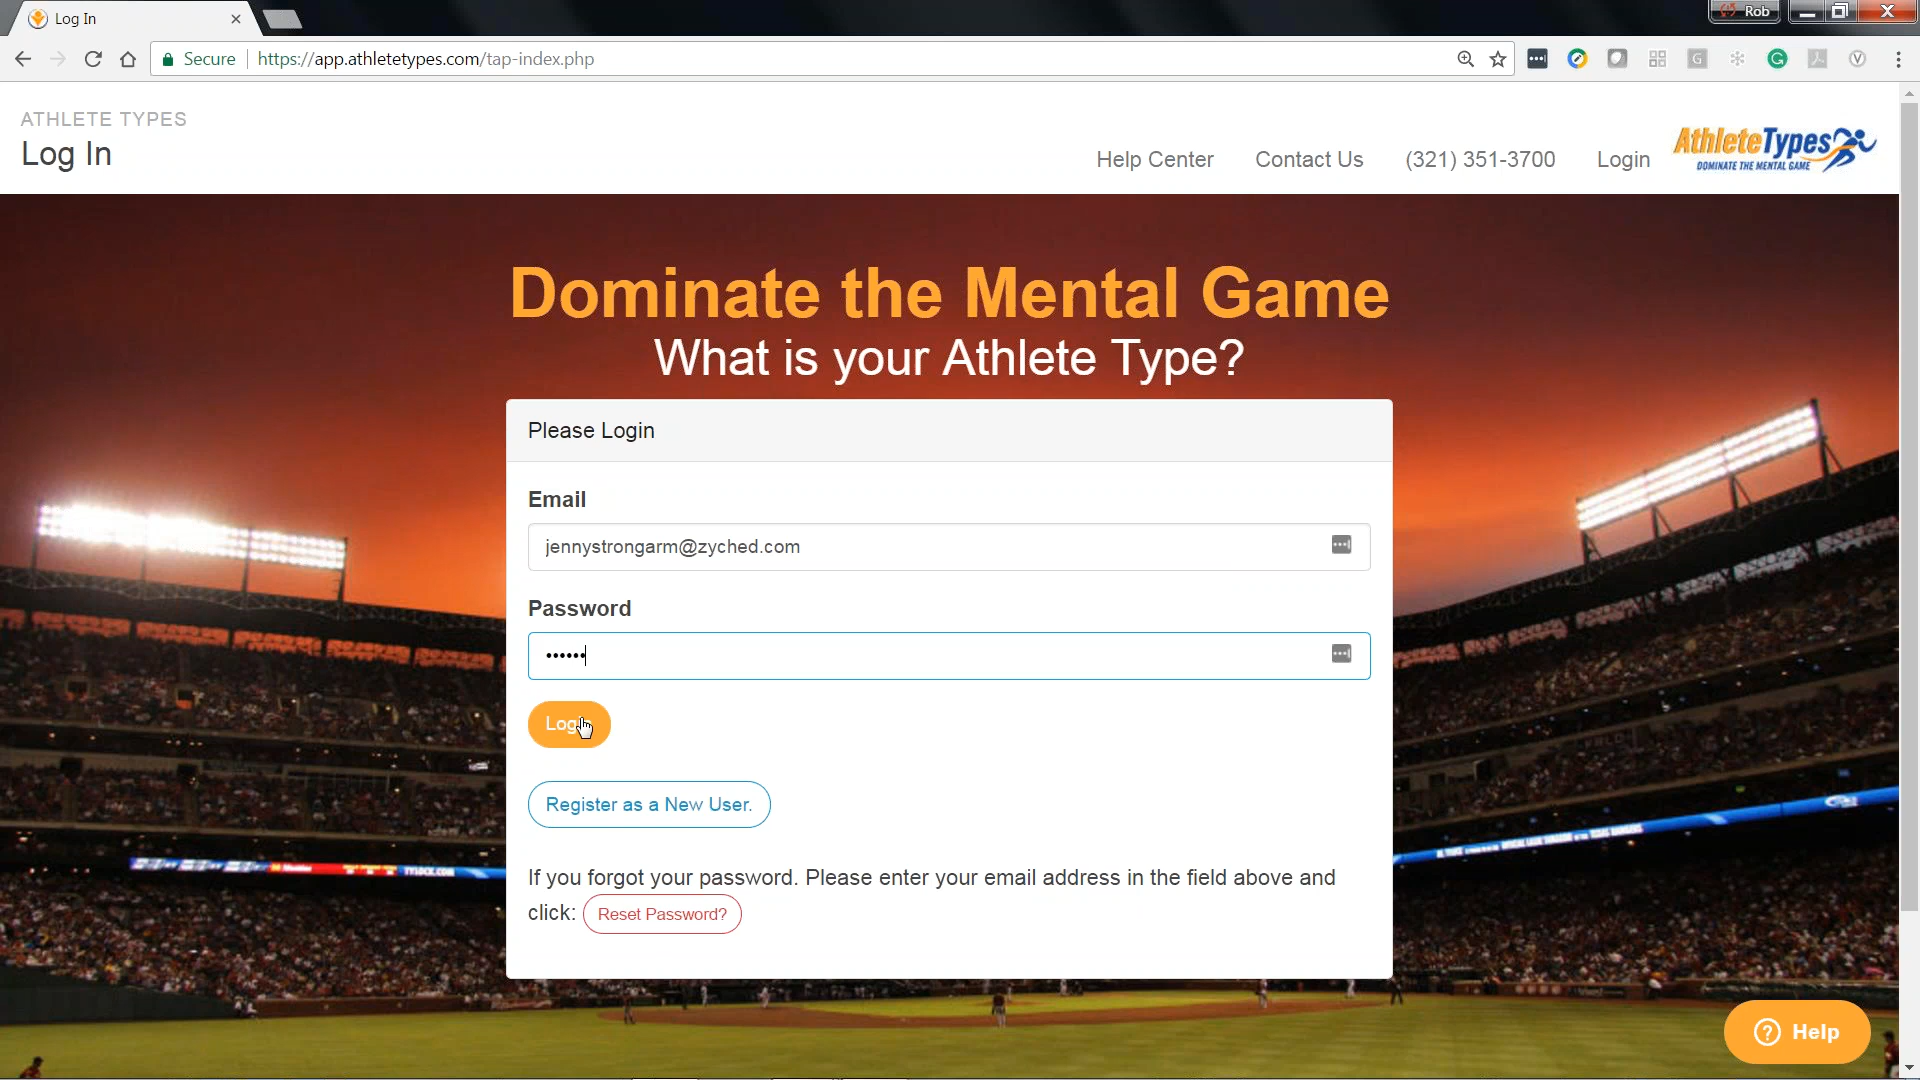 Log In
Rob
Secure
https://app.athletetypes.com/tap-index.php
ATHLETE TYPES
Log In
Help Center
Contact Us
(321) 351-3700
Login
AthleteTypes
DOMINATE THE MENTAL GAME
Dominate the Mental Game
What is your Athlete Type?
Please Login
Email
jennystrongarm@zyched.com
Password
Register as a New User.
If you forgot your password. Please enter your email address in the field above and
click: Reset Password?
Help